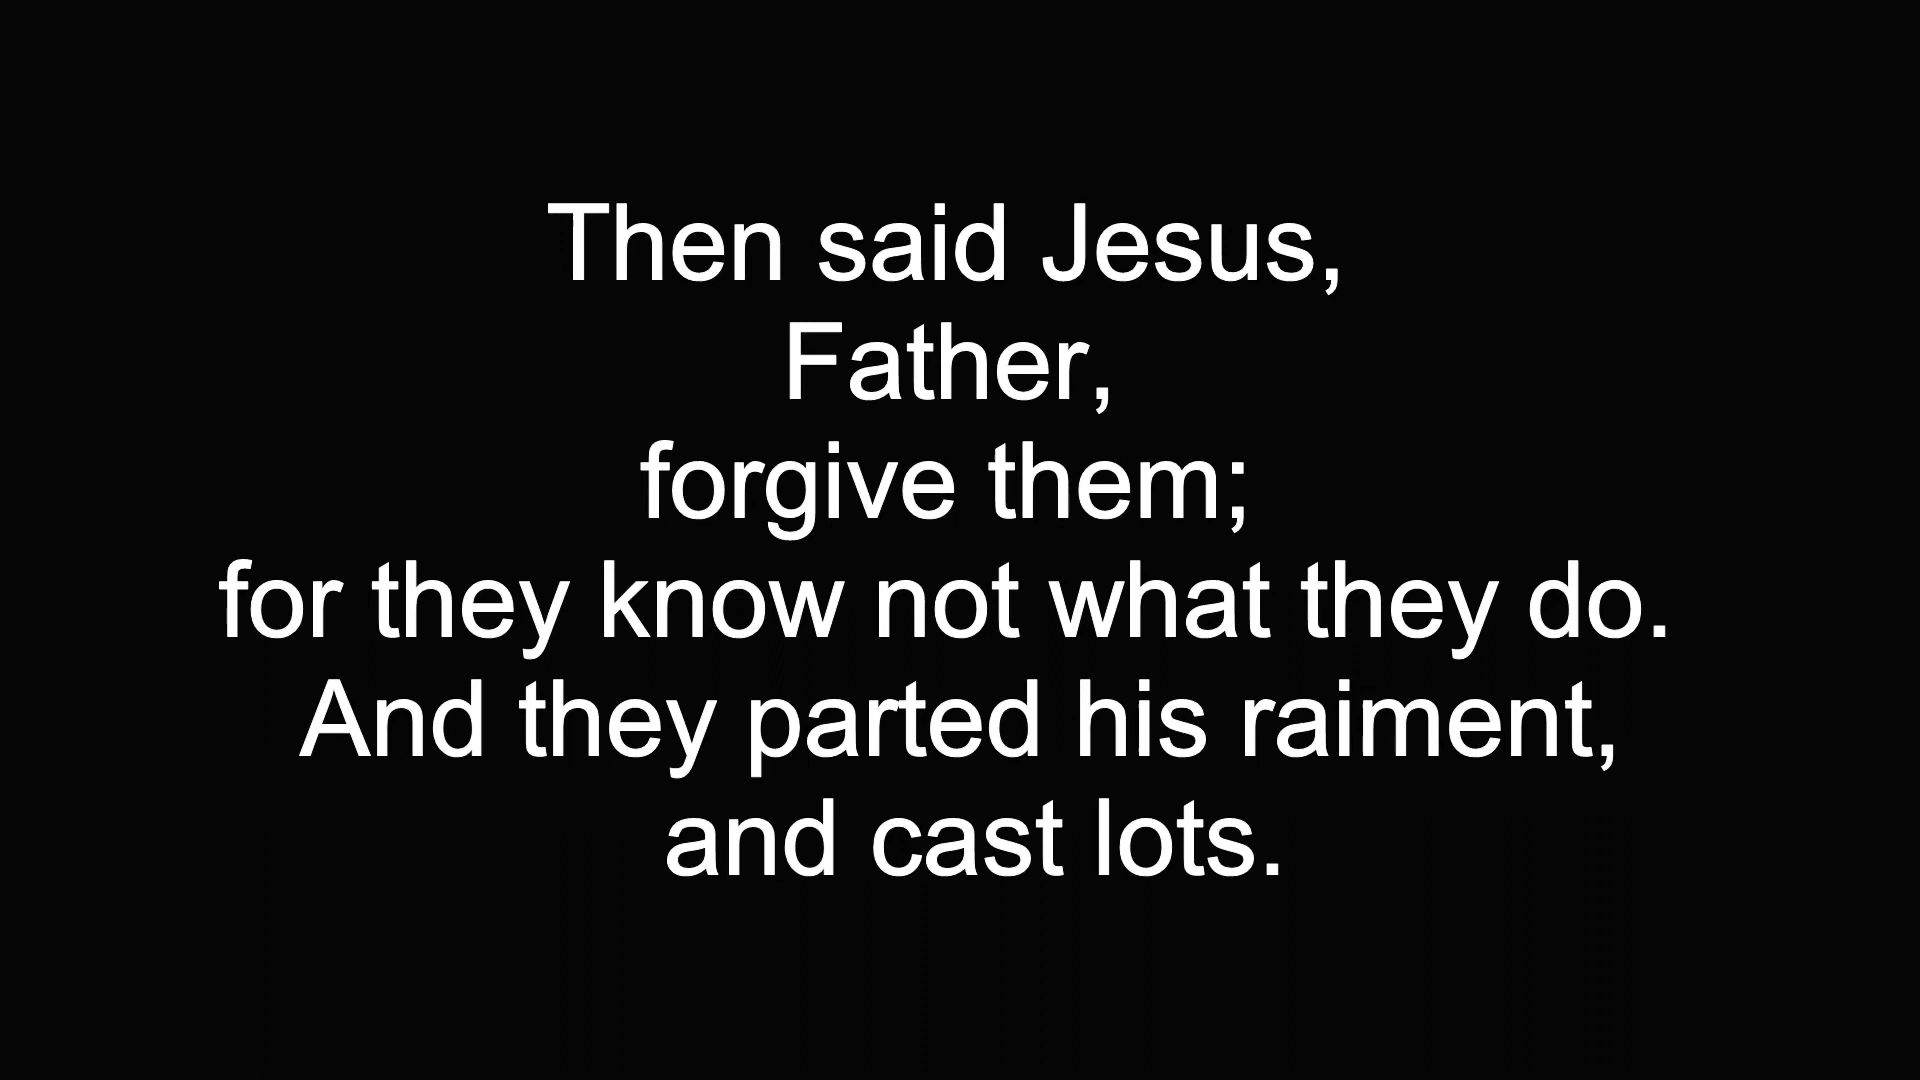 Then said Jesus,
Father,
forgive them;
for they know not what they do.
And they parted his raiment,
and cast lots.